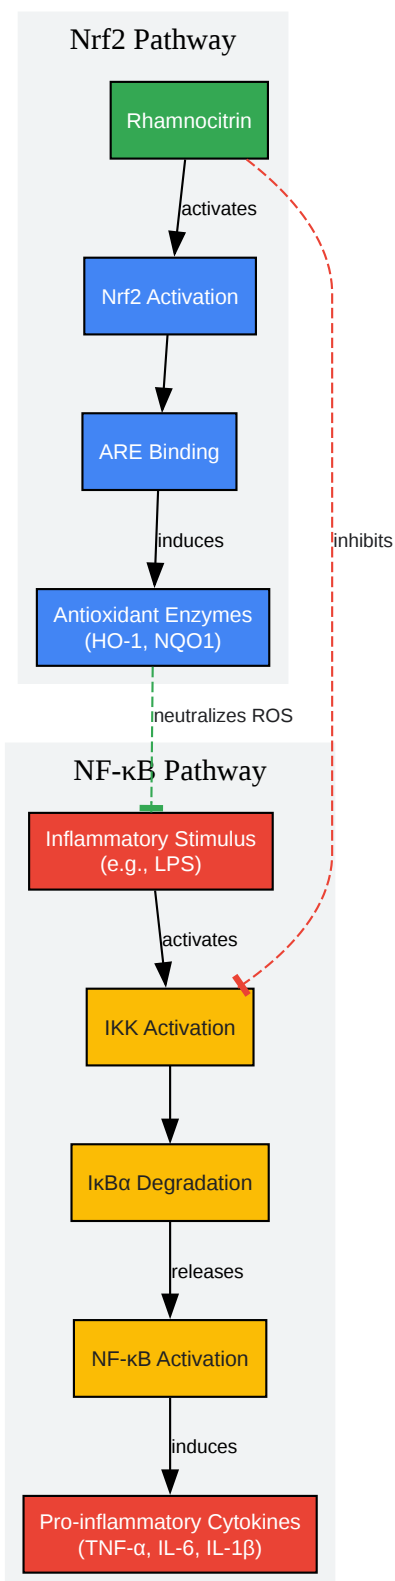 Nrf2 Pathway
Rhamnocitrin
activates
Nrf2 Activation
ARE Binding
induces
inhibits
Antioxidant Enzymes
(HO-1, NQO1)
neutralizes ROS
NF-κB Pathway
Inflammatory Stimulus
(e.g., LPS)
activates
IKK Activation
IκBα Degradation
releases
NF-κB Activation
induces
Pro-inflammatory Cytokines
(TNF-α, IL-6, IL-1β)